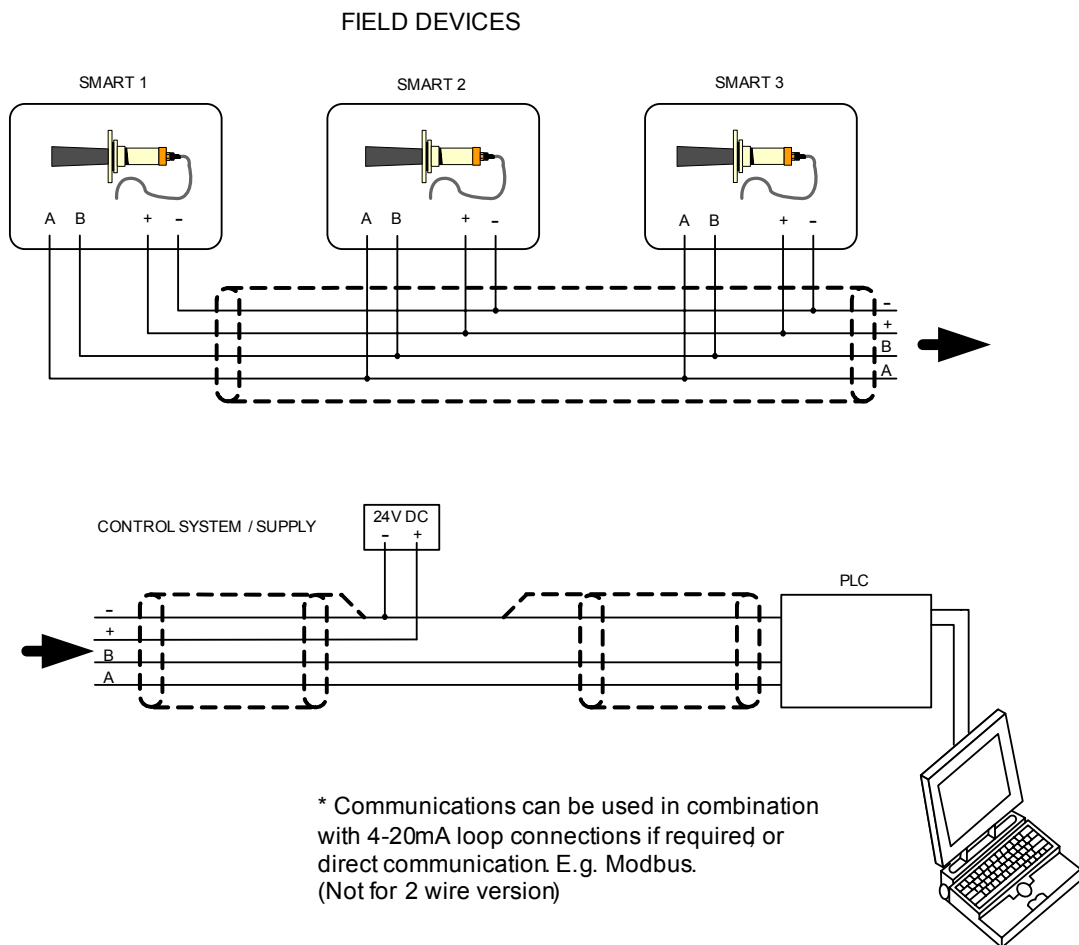 FIELD DEVICES
SMART 1 SMART 2 SMART 3
A B + - A B + - A B + -
-
+
B
A
CONTROL SYSTEM / SUPPLY
24V DC
- +
PLC
-
+
B
A
* Communications can be used in combination
with 4-20mA loop connections if required, or
direct communication. E.g. Modbus.
(Not for 2 wire version)